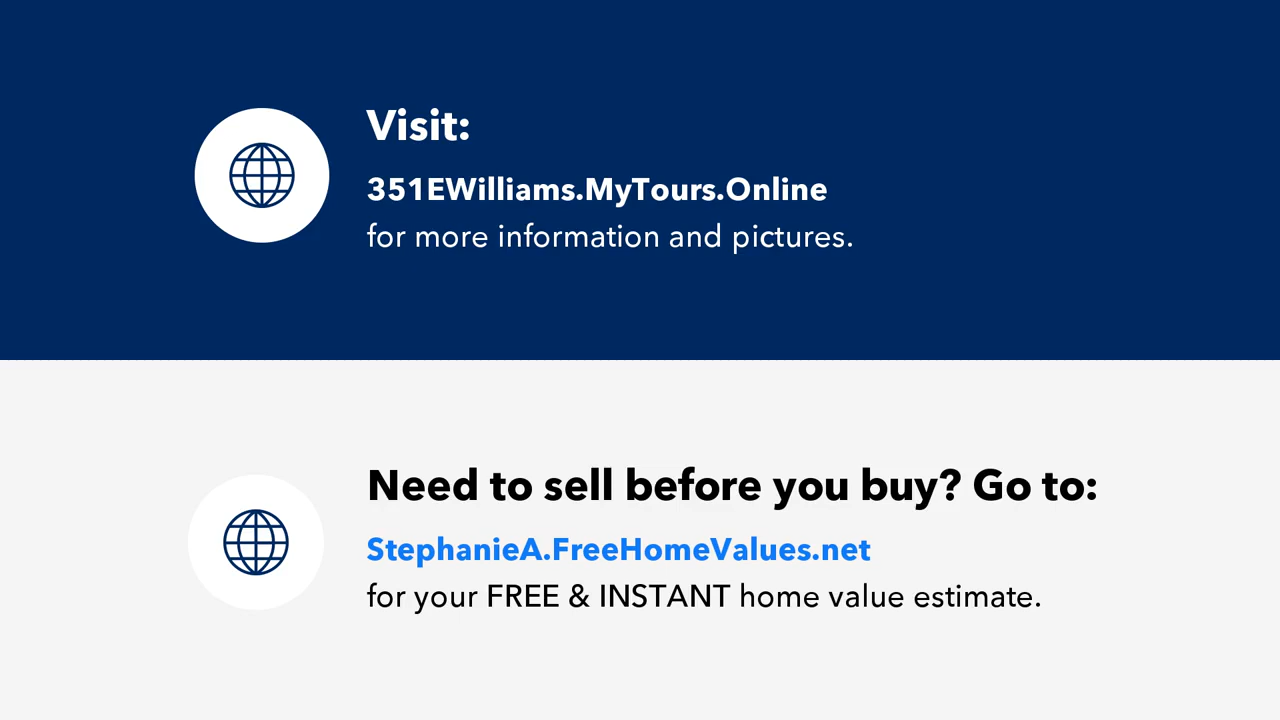 Visit:
351EWilliams.MyTours.Online
for more information and pictures.
Need to sell before you buy? Go to:
StephanieA.FreeHomeValues.net
for your FREE & INSTANT home value estimate.